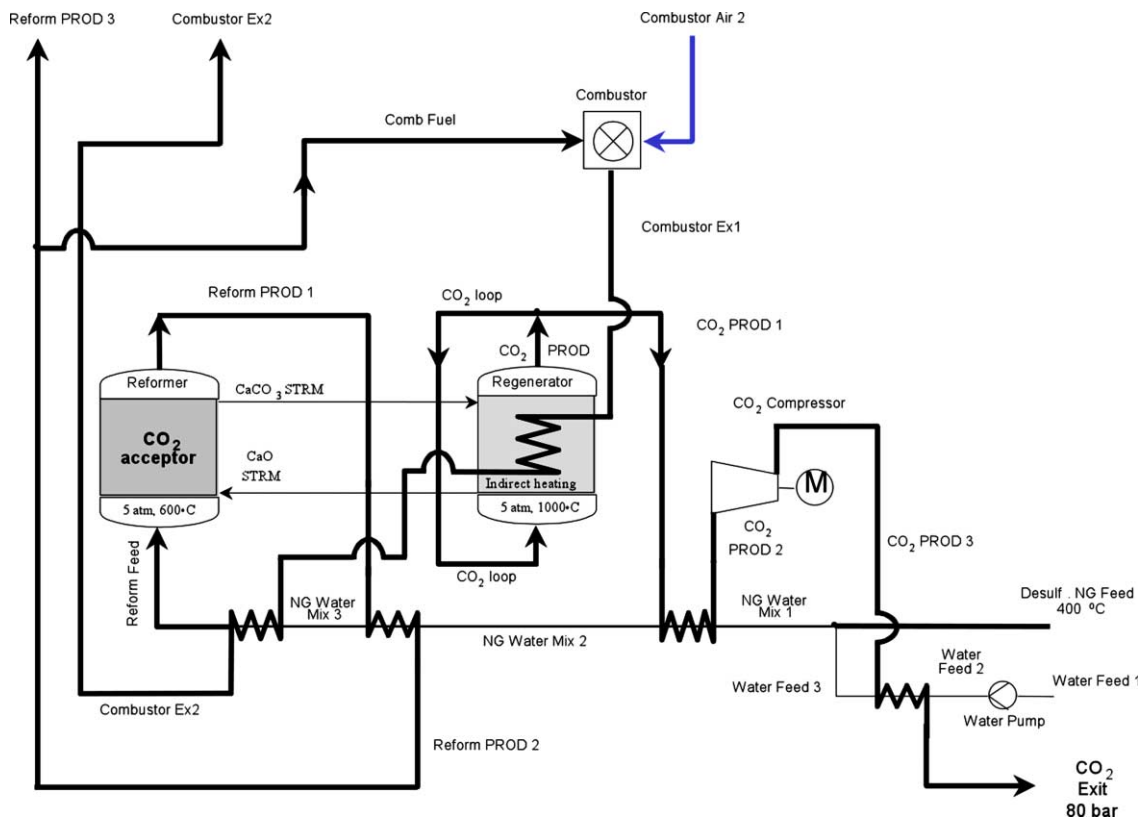 Reform PROD 3
Combustor Ex2
Combustor Air 2
Combustor
Comb Fuel
Combustor Ex1
Reform PROD 1
CO2 loop
CO2 PROD 1
CO2 PROD
Reformer
CaCO3 STRM
Regenerator
CO2 Compressor
CO2
acceptor
CaO
STRM
M
Indirect heating
5 atm, 600•C
5 atm, 1000•C
CO2
PROD 2
CO2 PROD 3
Reform Feed
CO2 loop
NG Water
Mix 3
NG Water
Mix 1
Desulf . NG Feed
400 ºC
NG Water Mix 2
Water
Feed 2
Water Feed 3
Water Feed 1
Combustor Ex2
Water Pump
Reform PROD 2
CO2
Exit
80 bar